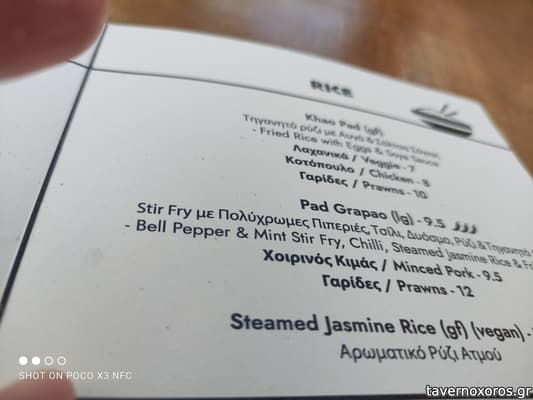 RICE
Khao Pad (gf)
Τηγανητό ρύζι με Αυγό & Σάλτσα Σόγιας
- Fried Rice with Eggs & Soya Sauce
Λαχανικά / Veggie - 7
Κοτόπουλο / Chicken - 8
Γαρίδες / Prawns - 10
Pad Grapao (lg) - 9.5
Stir Fry με Πολύχρωμες Πιπεριές, Τσίλι, Δυόσμο, Ρύζι & Τηγανητό
- Bell Pepper & Mint Stir Fry, Chilli, Steamed Jasmine Rice &
Χοιρινός Κιμάς / Minced Pork - 9.5
Γαρίδες / Prawns - 12
Steamed Jasmine Rice (gf) (vegan) -
Αρωματικό Ρύζι Ατμού
SHOT ON POCO X3 NFC
tavernoxoros.gr